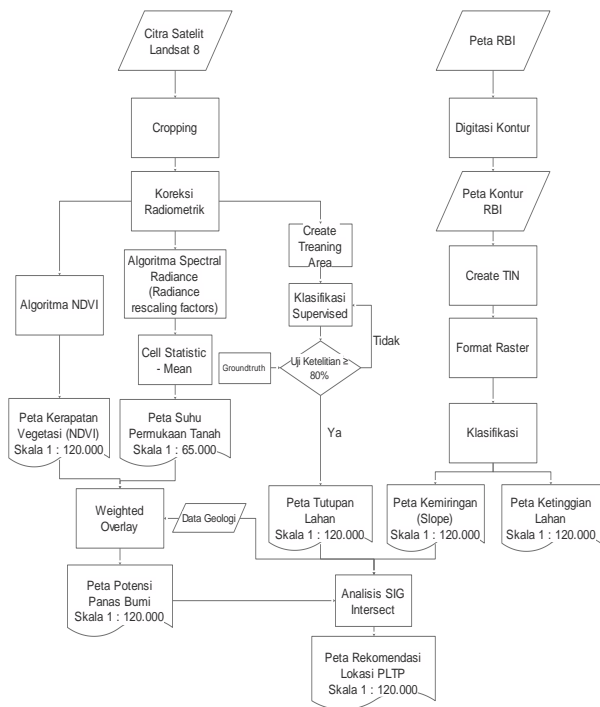 Citra Satelit
Landsat 8
Peta RBI
Cropping
Digitasi Kontur
Koreksi
Radiometrik
Peta Kontur
RBI
Create
Treaning
Area
Algoritma Spectral
Radiance
(Radiance
rescaling factors)
Algoritma NDVI
Create TIN
Klasifikasi
Supervised
Tidak
Format Raster
Cell Statistic
- Mean
Groundtruth
Uji Ketelitian ≥
80%
Peta Kerapatan
Vegetasi (NDVI)
Skala 1 : 120.000
Peta Suhu
Permukaan Tanah
Skala 1 : 65.000
Ya
Klasifikasi
Weighted
Overlay
Data Geologi
Peta Tutupan
Lahan
Skala 1 : 120.000
Peta Kemiringan
(Slope)
Skala 1 : 120.000
Peta Ketinggian
Lahan
Skala 1 : 120.000
Peta Potensi
Panas Bumi
Skala 1 : 120.000
Analisis SIG
Intersect
Peta Rekomendasi
Lokasi PLTP
Skala 1 : 120.000